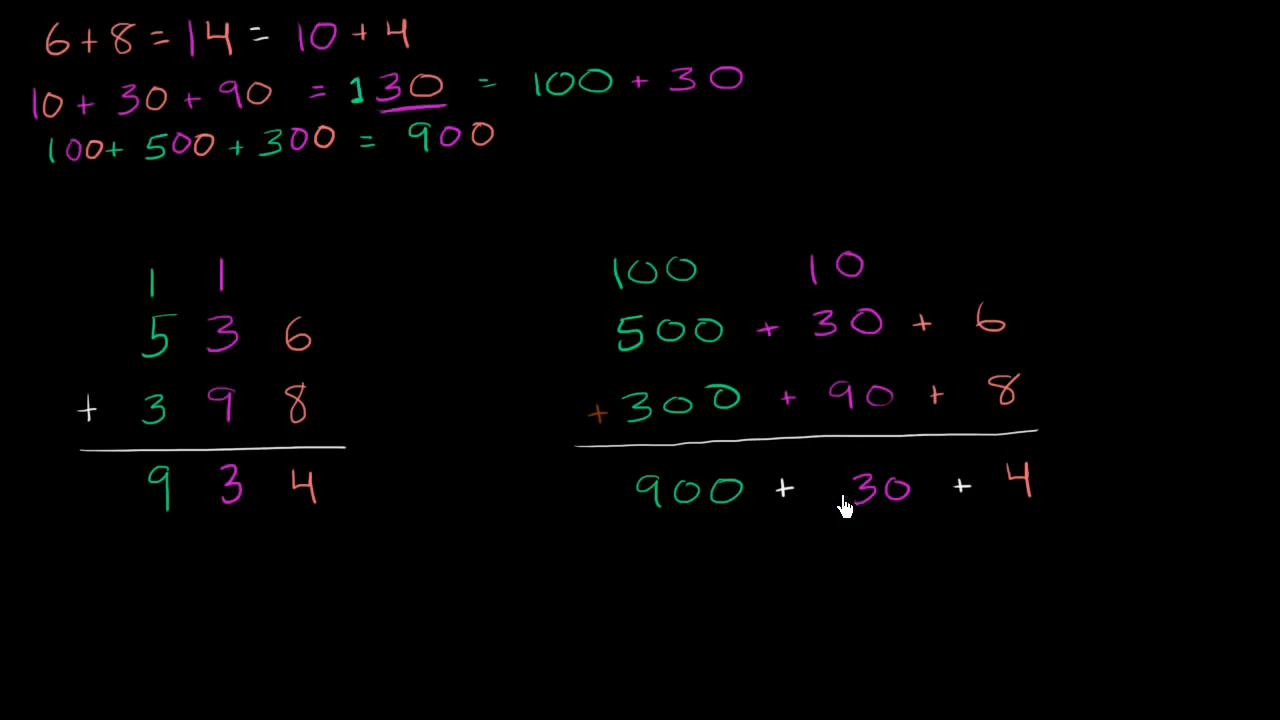 6 + 8 = 14 = 10 + 4
10 + 30 + 90 = 130 = 100 + 30
100 + 500 + 300 = 900
1 1
5 3 6
+ 3 9 8
9 3 4
100 10
500 + 30 + 6
+ 300 + 90 + 8
900 + 30 + 4